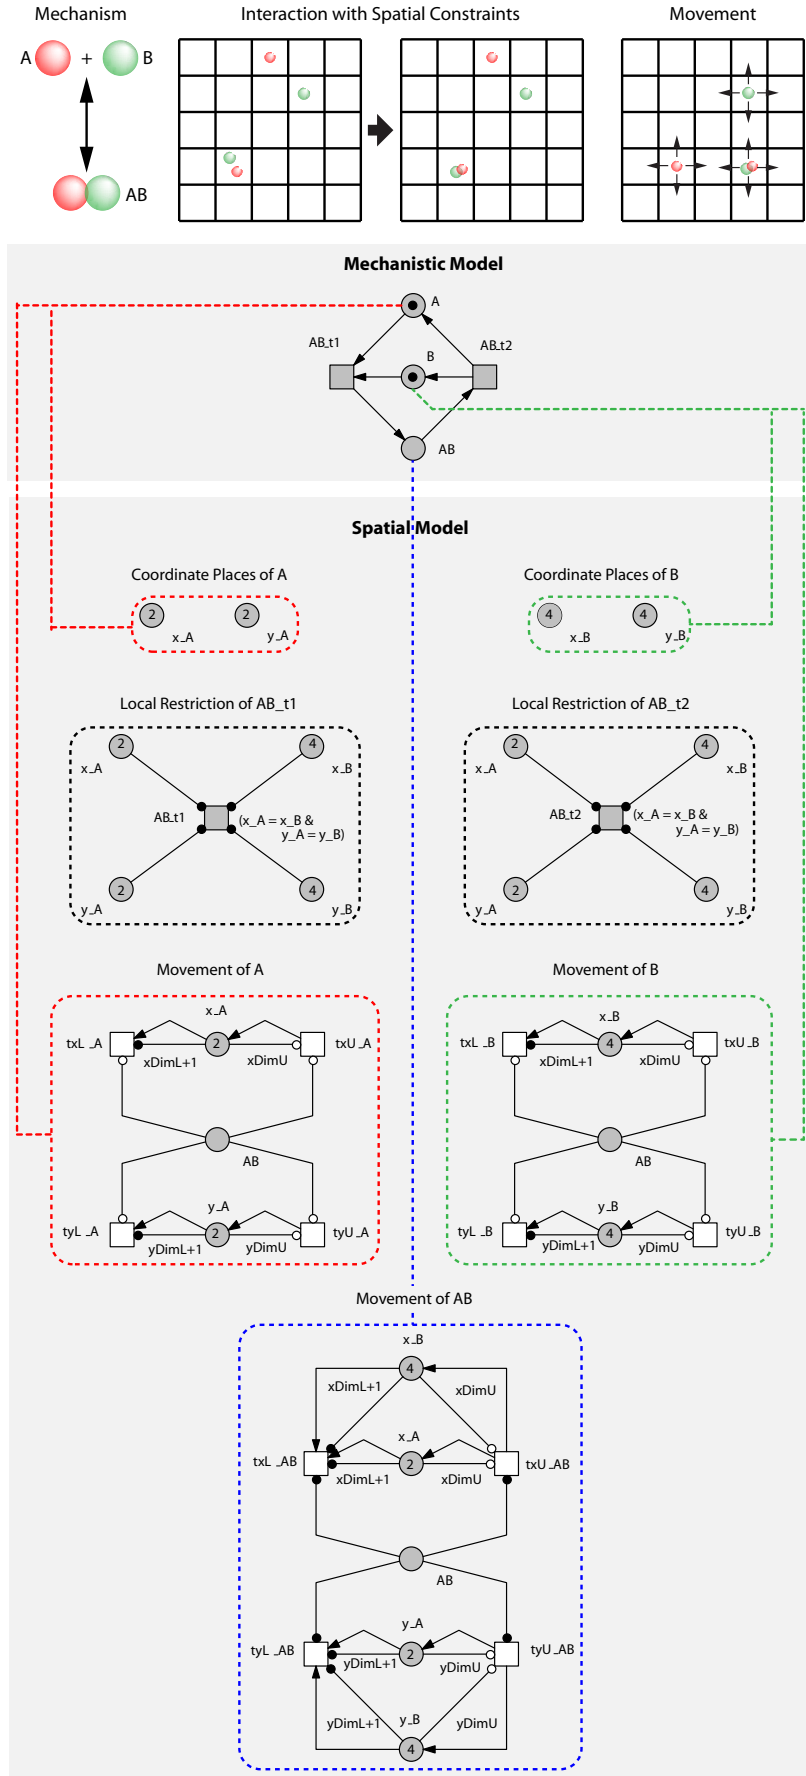 Mechanism
Interaction with Spatial Constraints
Movement
A
+
B
AB
Mechanistic Model
A
AB_t1
B
AB_t2
AB
Spatial Model
Coordinate Places of A
Coordinate Places of B
2
2
4
4
x_A
y_A
x_B
y_B
Local Restriction of AB_t1
Local Restriction of AB_t2
2
4
2
4
x_A
x_B
x_A
x_B
AB_t1
(x_A = x_B &
y_A = y_B)
AB_t2
(x_A = x_B &
y_A = y_B)
2
4
2
4
y_A
y_B
y_A
y_B
Movement of A
Movement of B
x_A
x_B
txL_A
2
txU_A
txL_B
4
txU_B
xDimL+1
xDimU
xDimL+1
xDimU
AB
AB
y_A
y_B
tyL_A
2
tyU_A
tyL_B
4
tyU_B
yDimL+1
yDimU
yDimL+1
yDimU
Movement of AB
x_B
4
xDimL+1
xDimU
x_A
txL_AB
2
txU_AB
xDimL+1
xDimU
AB
y_A
tyL_AB
2
tyU_AB
yDimL+1
yDimU
y_B
yDimL+1
yDimU
4